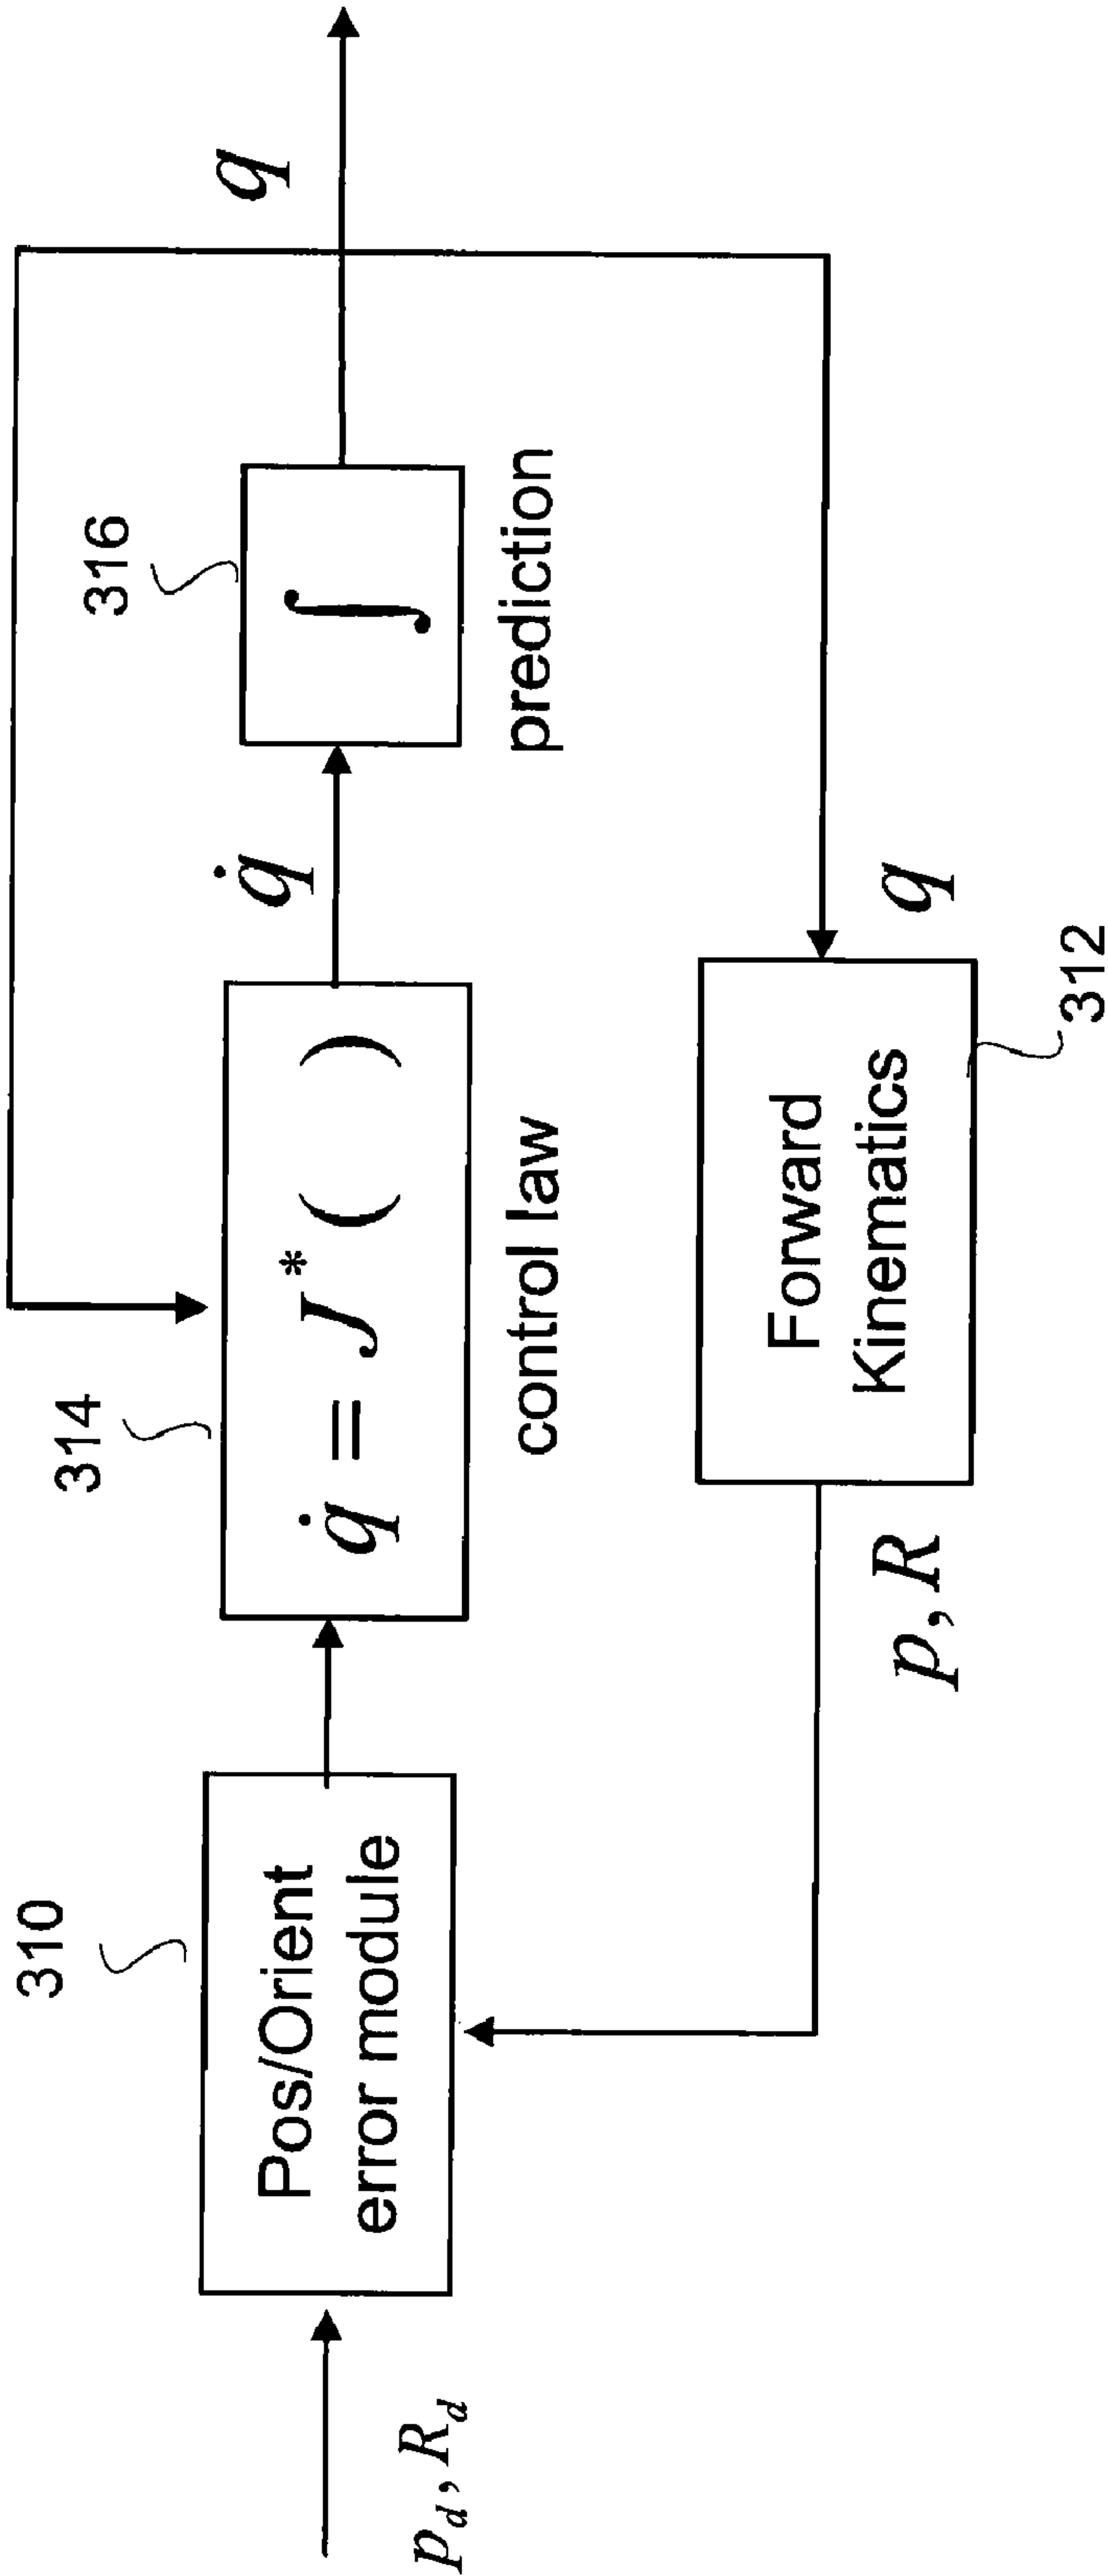 310
Pos/Orient
error module
p_d, R_d
314
q̇ = J* ( )
control law
q̇
316
∫
prediction
q
q
Forward
Kinematics
312
p, R